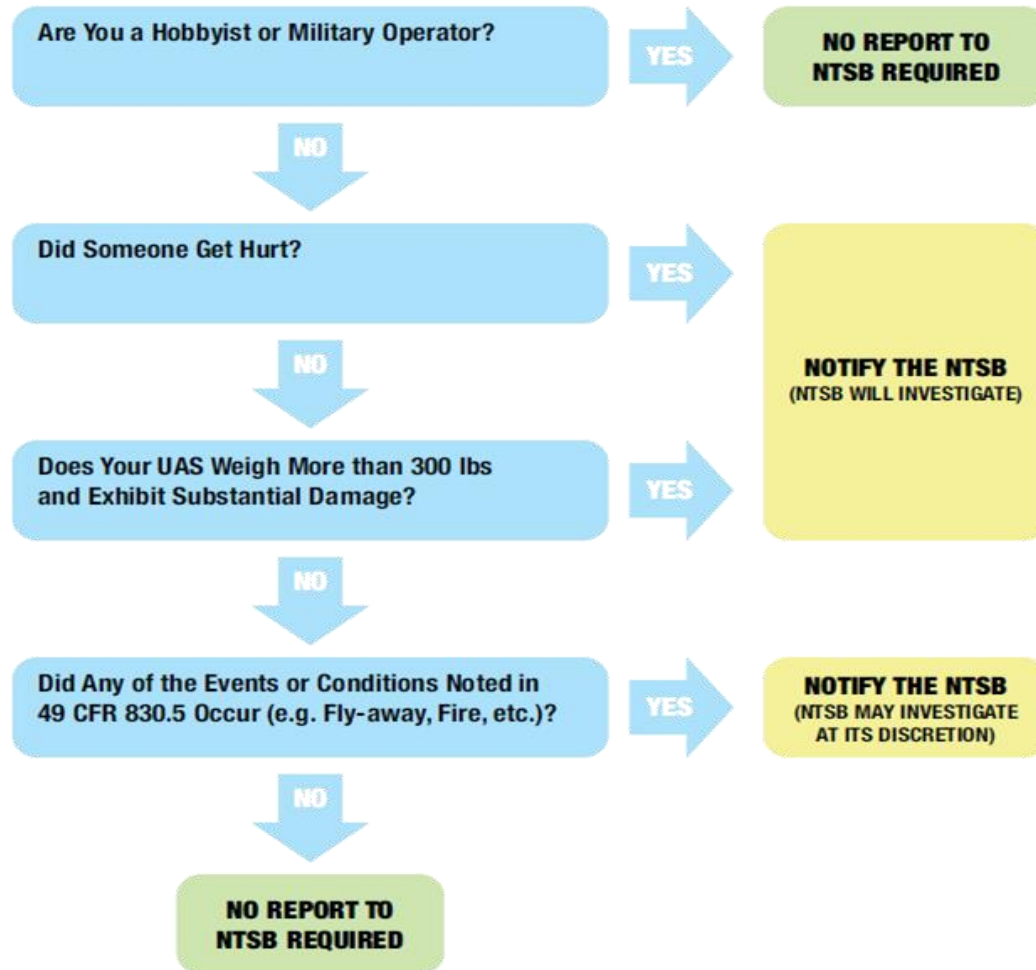 Are You a Hobbyist or Military Operator?
YES
NO REPORT TO
NTSB REQUIRED
NO
Did Someone Get Hurt?
YES
NOTIFY THE NTSB
(NTSB WILL INVESTIGATE)
NO
Does Your UAS Weigh More than 300 lbs
and Exhibit Substantial Damage?
YES
NO
Did Any of the Events or Conditions Noted in
49 CFR 830.5 Occur (e.g. Fly-away, Fire, etc.)?
YES
NOTIFY THE NTSB
(NTSB MAY INVESTIGATE
AT ITS DISCRETION)
NO
NO REPORT TO
NTSB REQUIRED